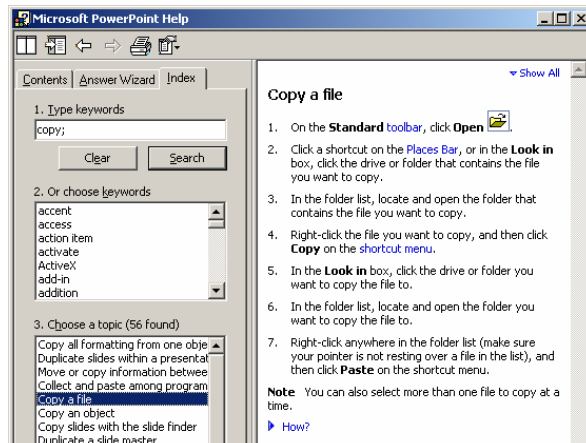 Microsoft PowerPoint Help
Contents Answer Wizard Index
1. Type keywords
copy;
Clear Search
2. Or choose keywords
accent
access
action item
activate
ActiveX
add-in
addition
3. Choose a topic (56 found)
Copy all formatting from one obje
Duplicate slides within a presentat
Move or copy information betwee
Collect and paste among program
Copy a file
Copy an object
Copy slides with the slide finder
Duplicate a slide master
Show All
Copy a file
1. On the Standard toolbar, click Open .
2. Click a shortcut on the Places Bar, or in the Look in
box, click the drive or folder that contains the file
you want to copy.
3. In the folder list, locate and open the folder that
contains the file you want to copy.
4. Right-click the file you want to copy, and then click
Copy on the shortcut menu.
5. In the Look in box, click the drive or folder you
want to copy the file to.
6. In the folder list, locate and open the folder you
want to copy the file to.
7. Right-click anywhere in the folder list (make sure
your pointer is not resting over a file in the list), and
then click Paste on the shortcut menu.
Note You can also select more than one file to copy at a
time.
How?